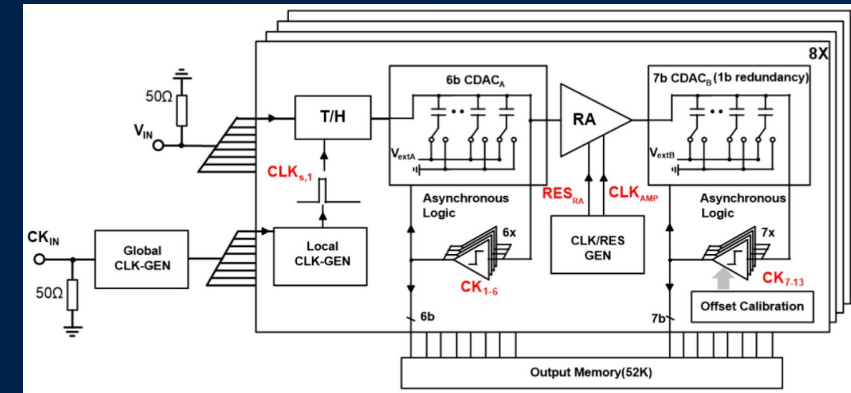 8X
6b CDAC_A
7b CDAC_B (1b redundancy)
50Ω
V_IN
T/H
RA
V_extA
V_extB
CLK_s,1
RES_RA
CLK_AMP
Asynchronous
Logic
Asynchronous
Logic
CK_IN
Global
CLK-GEN
Local
CLK-GEN
6x
CLK/RES
GEN
7x
CK_1-6
CK_7-13
50Ω
Offset Calibration
6b
7b
Output Memory(52K)